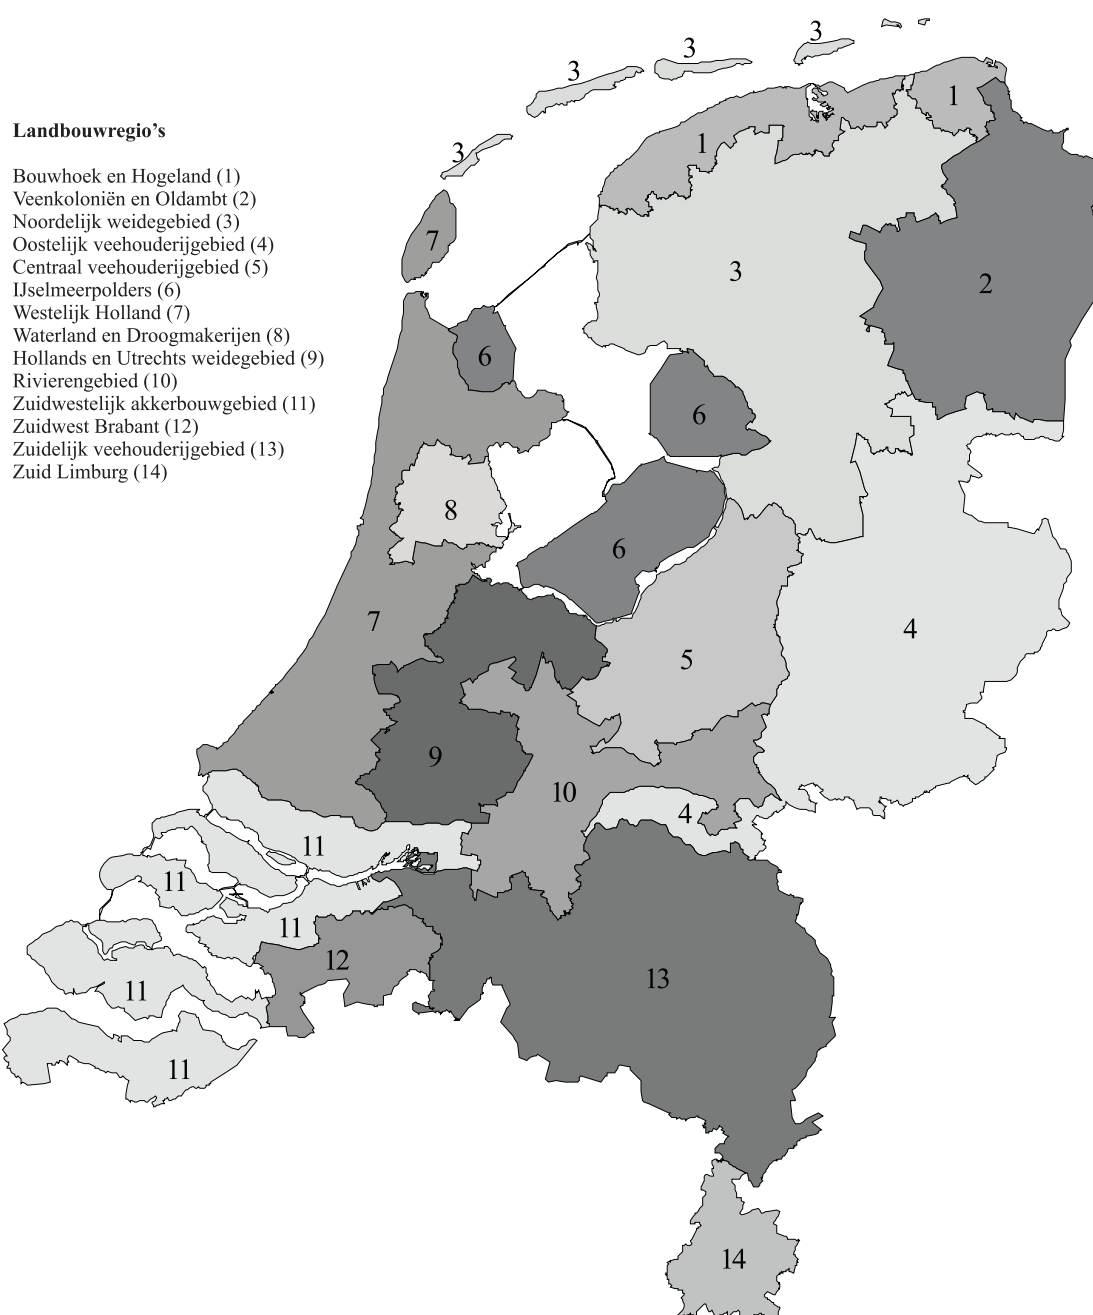 Landbouwregio’s
Bouwhoek en Hogeland (1)
Veenkoloniën en Oldambt (2)
Noordelijk weidegebied (3)
Oostelijk veehouderijgebied (4)
Centraal veehouderijgebied (5)
IJselmeerpolders (6)
Westelijk Holland (7)
Waterland en Droogmakerijen (8)
Hollands en Utrechts weidegebied (9)
Rivierengebied (10)
Zuidwestelijk akkerbouwgebied (11)
Zuidwest Brabant (12)
Zuidelijk veehouderijgebied (13)
Zuid Limburg (14)
3
3
3
3
1
1
7
3
2
6
6
8
6
7
4
5
9
10
4
11
11
11
12
13
11
11
14